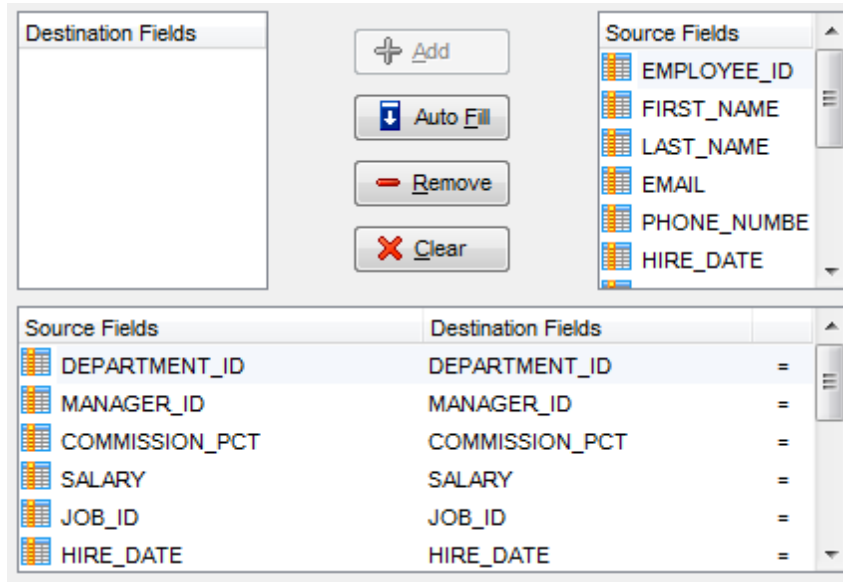 Destination Fields
Add
Auto Fill
Remove
Clear
Source Fields
EMPLOYEE_ID
FIRST_NAME
LAST_NAME
EMAIL
PHONE_NUMBE
HIRE_DATE
Source Fields Destination Fields
DEPARTMENT_ID DEPARTMENT_ID =
MANAGER_ID MANAGER_ID =
COMMISSION_PCT COMMISSION_PCT =
SALARY SALARY =
JOB_ID JOB_ID =
HIRE_DATE HIRE_DATE =